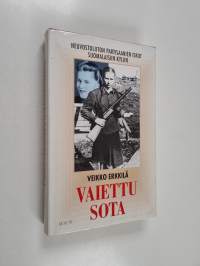 NEUVOSTOLIITON PARTISAANIEN ISKUT
SUOMALAISIIN KYLIIN
VEIKKO ERKKILÄ
VAIETTU
SOTA